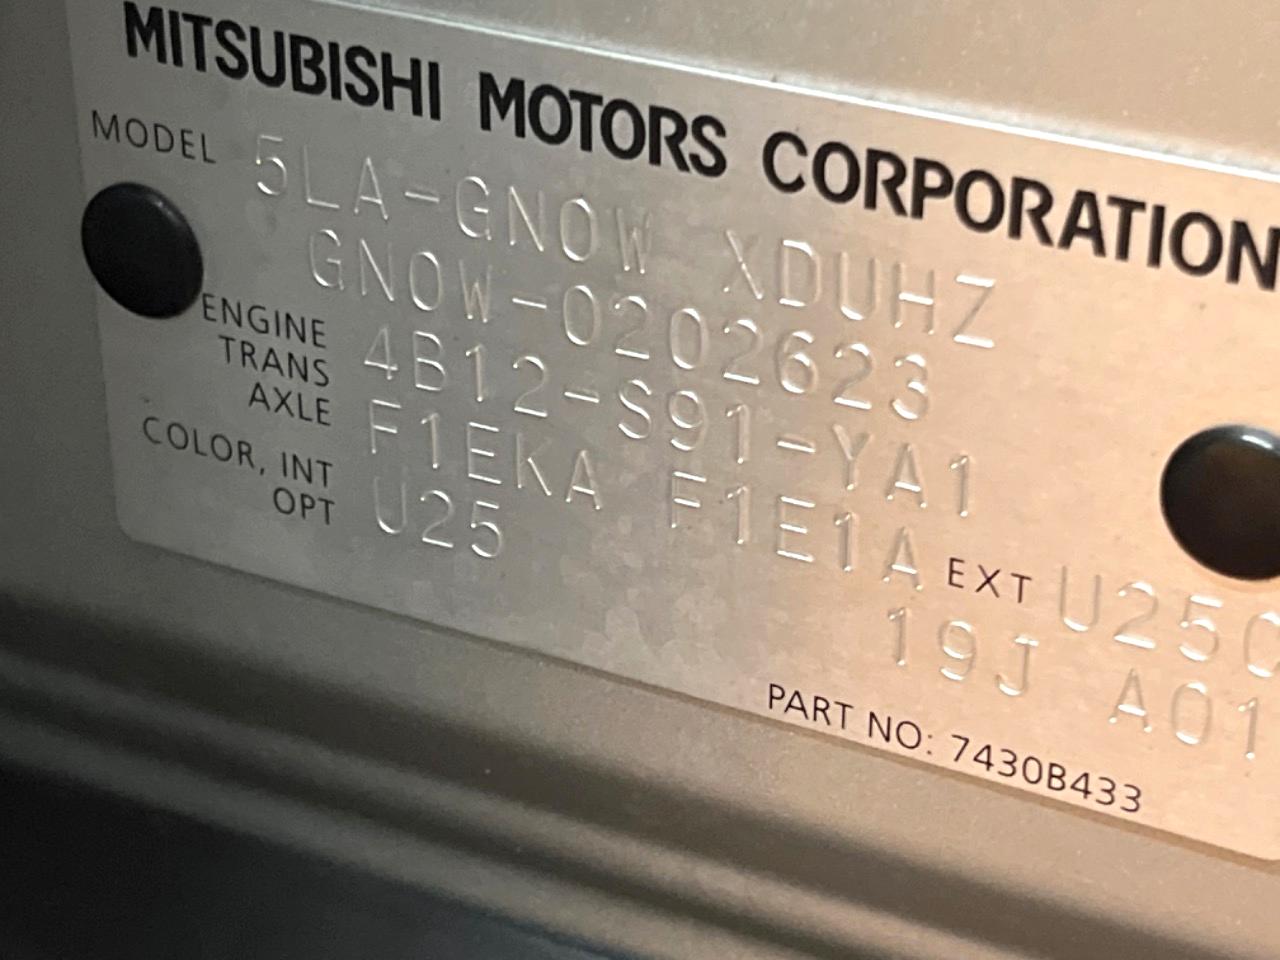 MITSUBISHI MOTORS CORPORATION
MODEL 5LA-GN0W XDUHZ
GN0W-0202623
ENGINE 4B12-S91-YA1
TRANS AXLE F1EKA F1E1A
COLOR, INT OPT U25 EXT U25
19J A01
PART NO: 7430B433